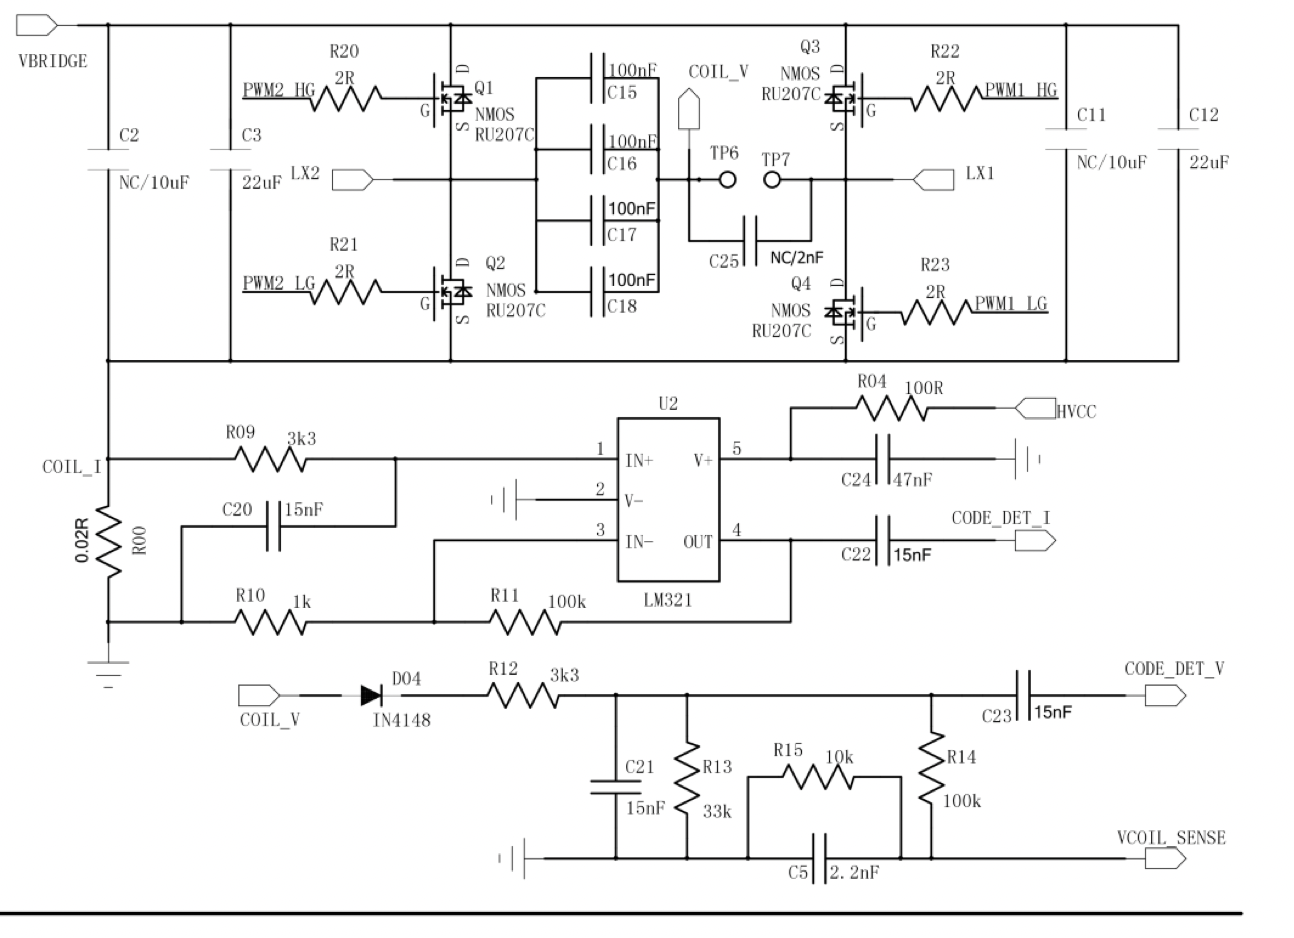 VBRIDGE
C2
NC/10uF
C3
22uF
R20
2R
PWM2_HG
G
D
S
Q1
NMOS
RU207C
LX2
R21
2R
PWM2_LG
G
D
S
Q2
NMOS
RU207C
100nF
C15
100nF
C16
100nF
C17
100nF
C18
COIL_V
TP6
TP7
C25
NC/2nF
Q3
NMOS
RU207C
D
S
G
R22
2R
PWM1_HG
LX1
Q4
NMOS
RU207C
D
S
G
R23
2R
PWM1_LG
C11
NC/10uF
C12
22uF
COIL_I
0.02R
R00
R09
3k3
C20
15nF
R10
1k
R11
100k
U2
1
IN+
2
V-
3
IN-
V+
5
OUT
4
LM321
R04
100R
HVCC
C24
47nF
C22
15nF
CODE_DET_I
COIL_V
D04
IN4148
R12
3k3
C21
15nF
R13
33k
R15
10k
C5
2.2nF
R14
100k
C23
15nF
CODE_DET_V
VCOIL_SENSE